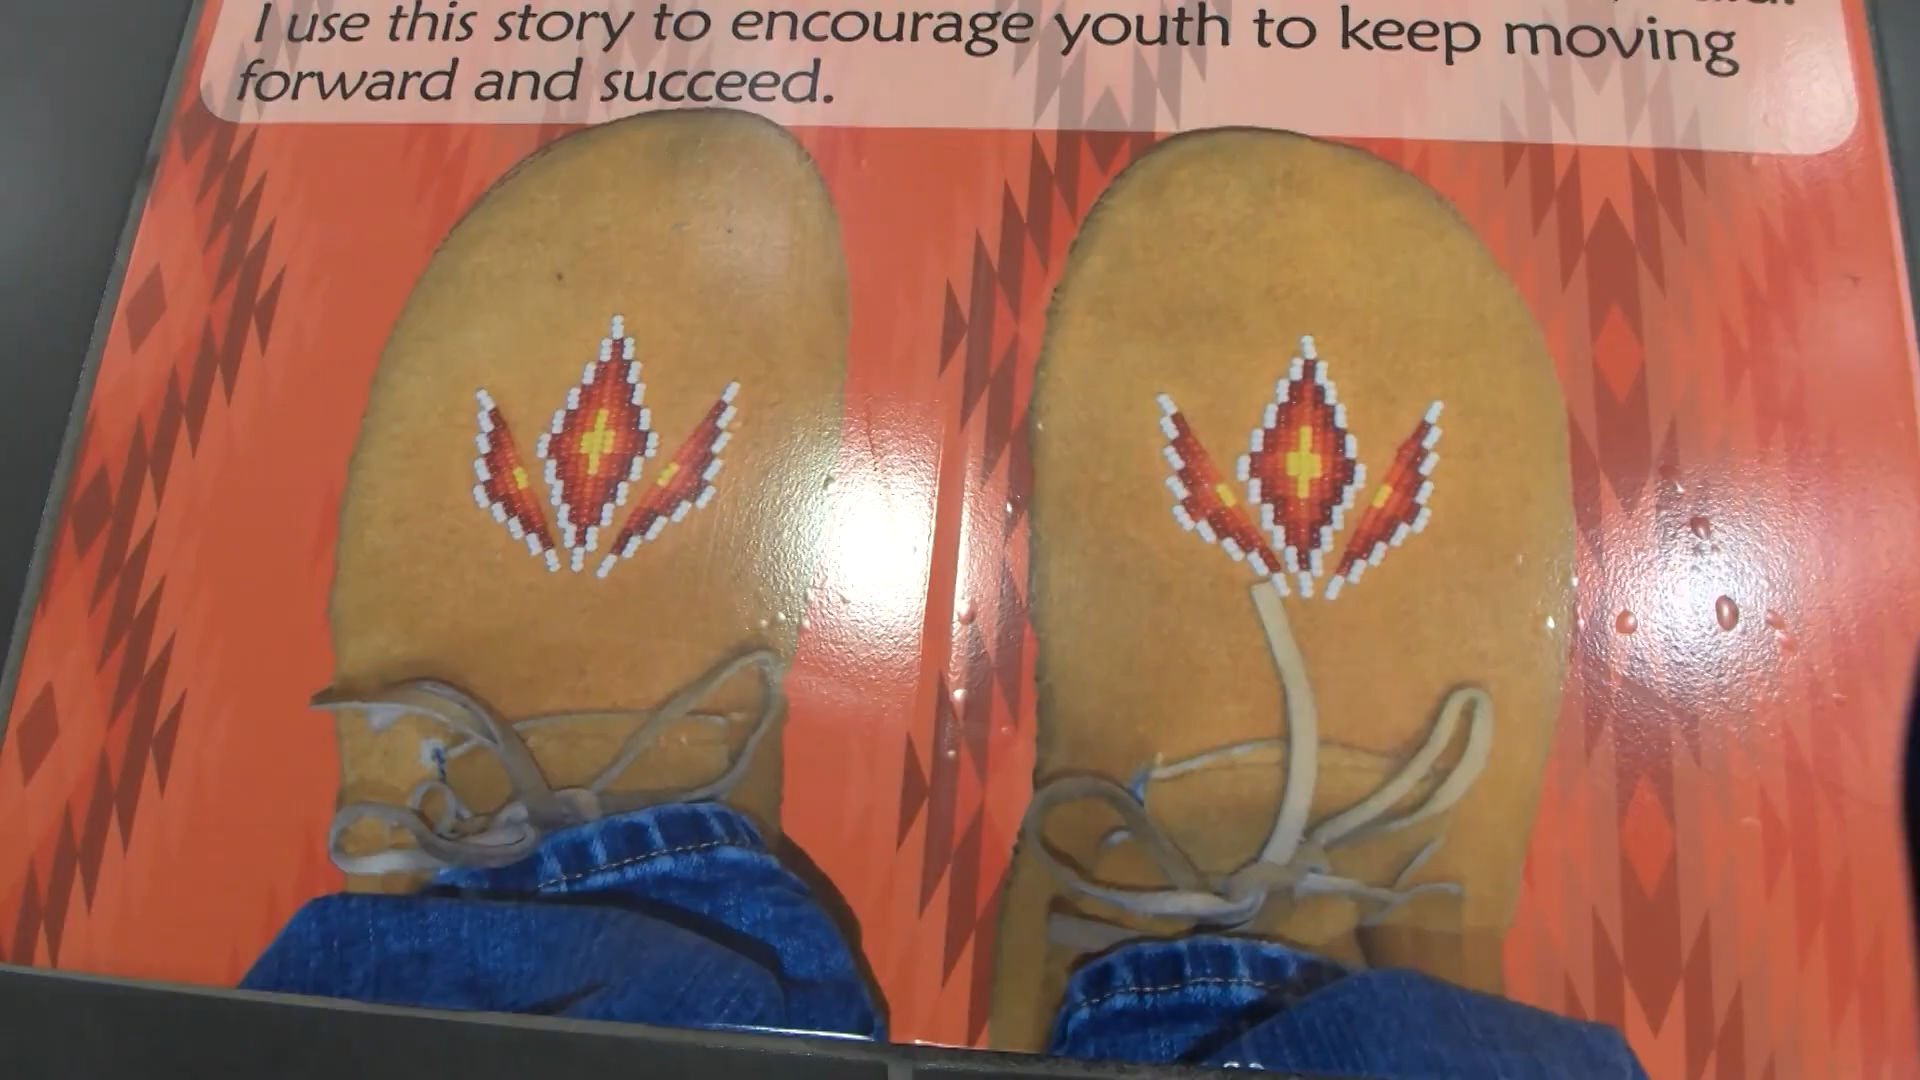 I use this story to encourage youth to keep moving
forward and succeed.